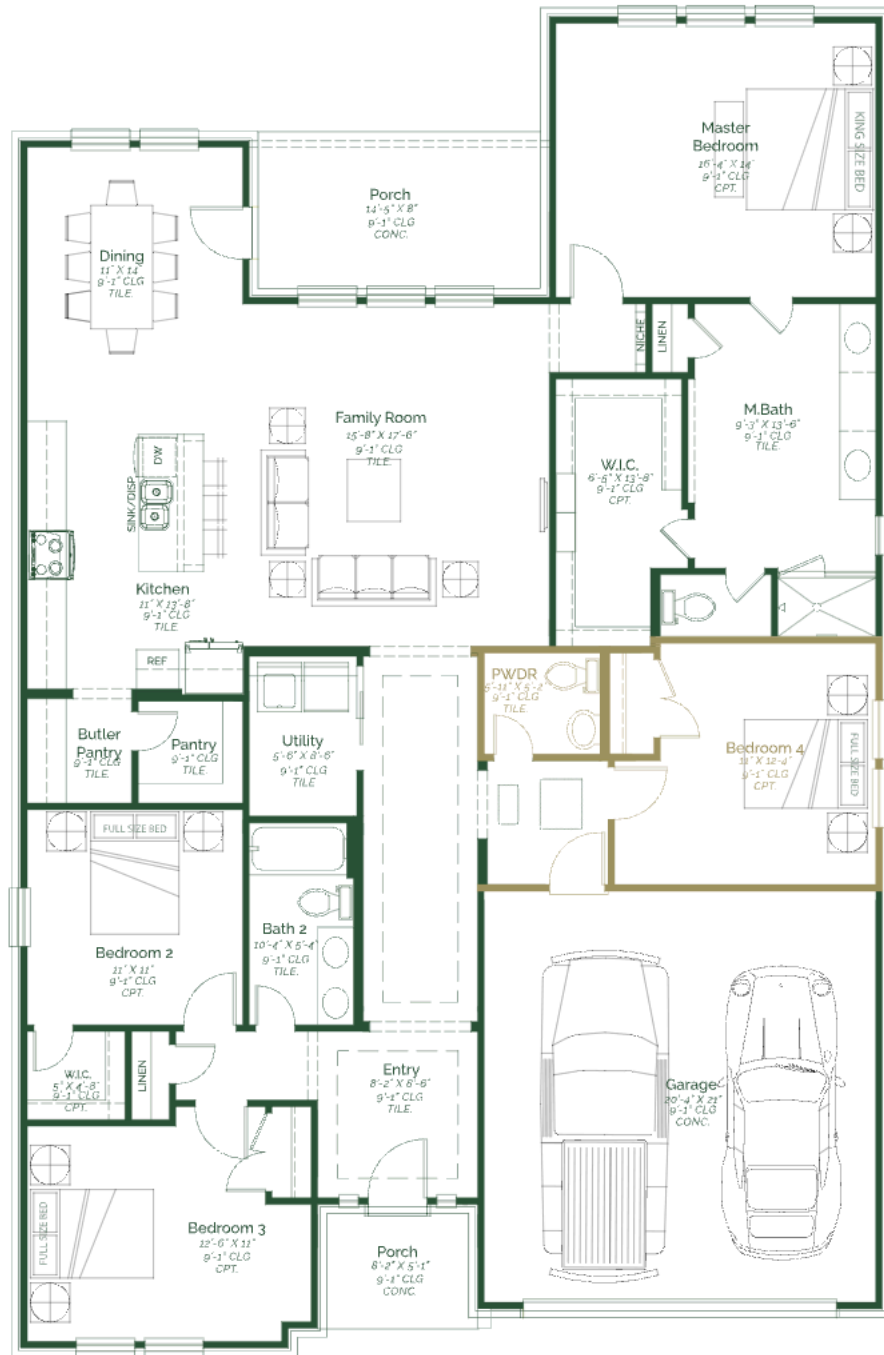 Master
Bedroom
16'-4" X 14'
9'-1" CLG
CPT.
KING SIZE BED
Porch
14'-5" X 8'
9'-1" CLG
CONC.
Dining
11' X 14'
9'-1" CLG
TILE.
NICHE
LINEN
M.Bath
9'-3" X 13'-6"
9'-1" CLG
TILE.
Family Room
15'-8" X 17'-6"
9'-1" CLG
TILE.
W.I.C.
6'-5" X 13'-8"
9'-1" CLG
CPT.
DW
SINK/DISP
Kitchen
11' X 13'-8"
9'-1" CLG
TILE.
REF
PWDR
5'-11" X 5'-2"
9'-1" CLG
TILE.
Butler
Pantry
9'-1" CLG
TILE.
Pantry
9'-1" CLG
TILE.
Utility
5'-6" X 8'-6"
9'-1" CLG
TILE
Bedroom 4
11' X 12'-4"
9'-1" CLG
CPT.
FULL SIZE BED
FULL SIZE BED
Bedroom 2
11' X 11'
9'-1" CLG
CPT.
Bath 2
10'-4" X 5'-4"
9'-1" CLG
TILE.
W.I.C.
5' X 4'-8"
9'-1" CLG
CPT.
LINEN
Entry
8'-2" X 8'-6"
9'-1" CLG
TILE.
Garage
20'-4" X 21'
9'-1" CLG
CONC.
FULL SIZE BED
Bedroom 3
12'-6" X 11'
9'-1" CLG
CPT.
Porch
8'-2" X 5'-1"
9'-1" CLG
CONC.